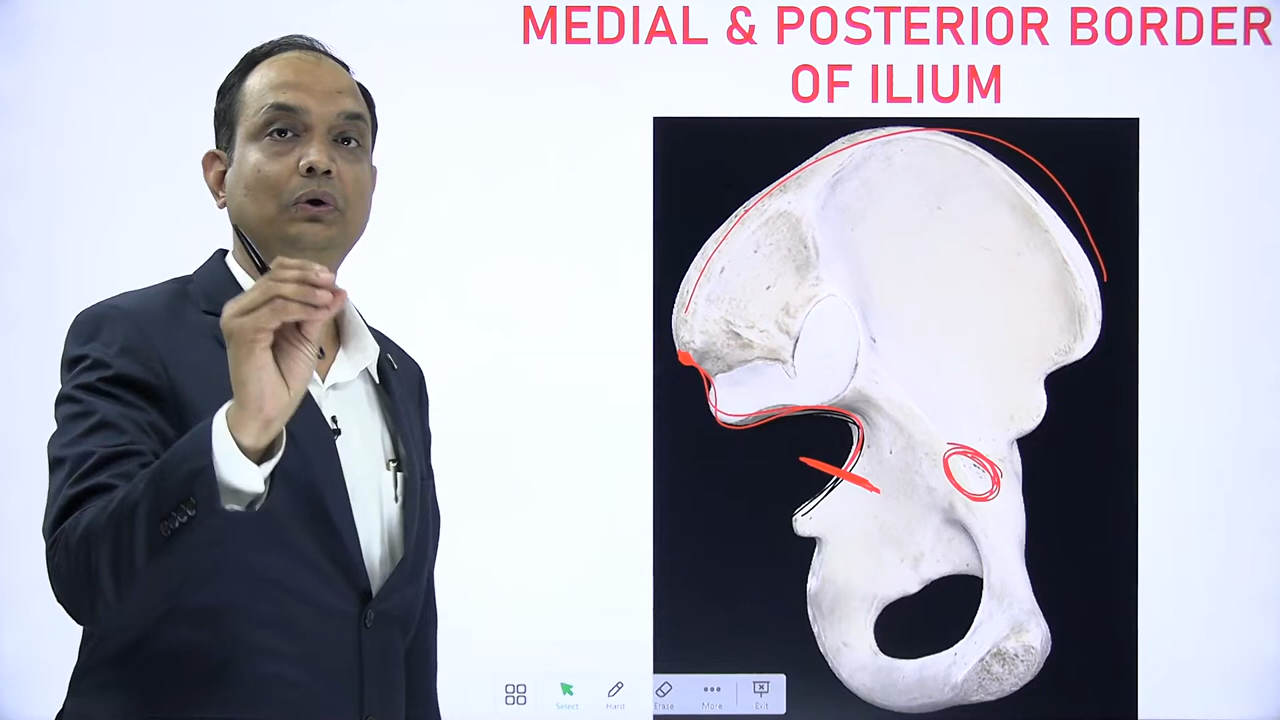 MEDIAL & POSTERIOR BORDER
OF ILIUM
Select
Hard
Erase
More
Exit